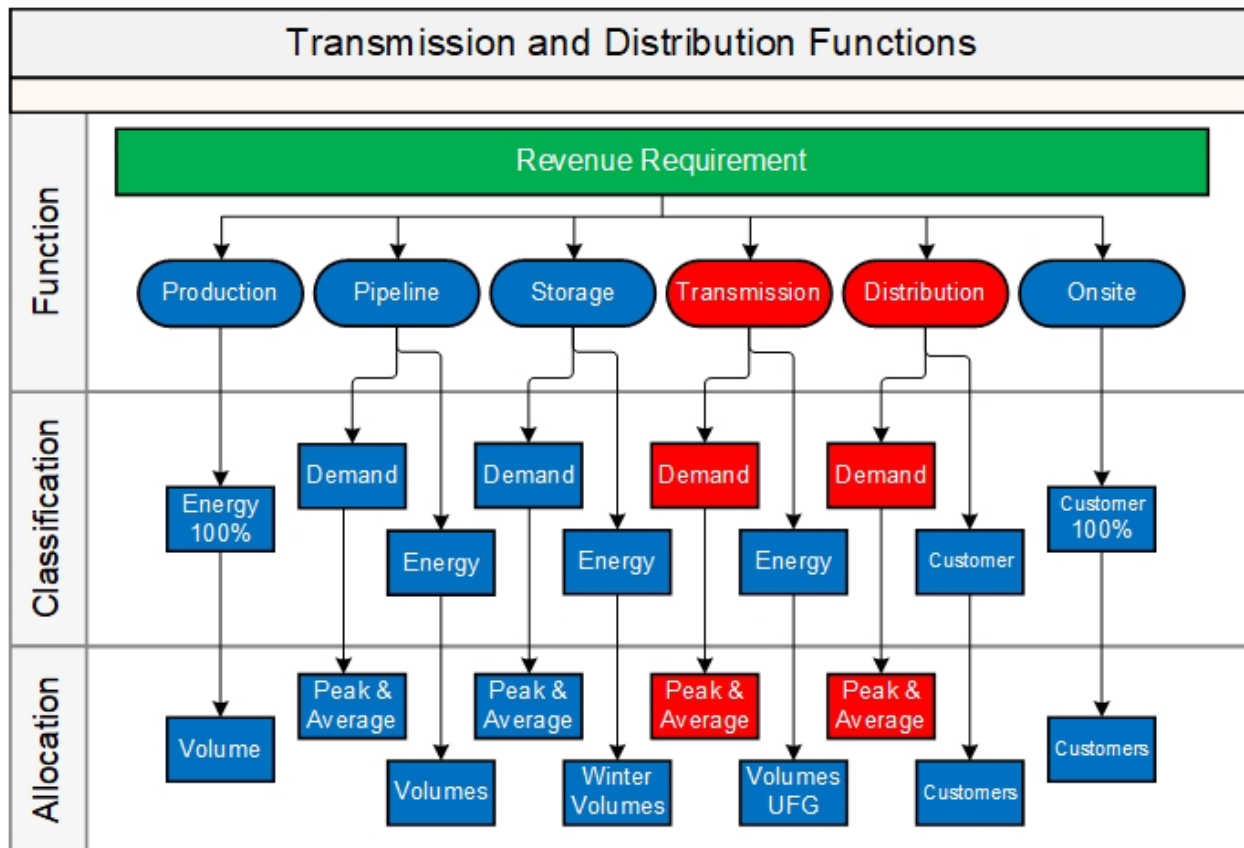 Transmission and Distribution Functions
Function
Revenue Requirement
Production
Pipeline
Storage
Transmission
Distribution
Onsite
Classification
Demand
Demand
Demand
Demand
Energy
100%
Customer
100%
Energy
Energy
Energy
Customer
Allocation
Peak &
Average
Peak &
Average
Peak &
Average
Peak &
Average
Volume
Customers
Volumes
Winter
Volumes
Volumes
UFG
Customers